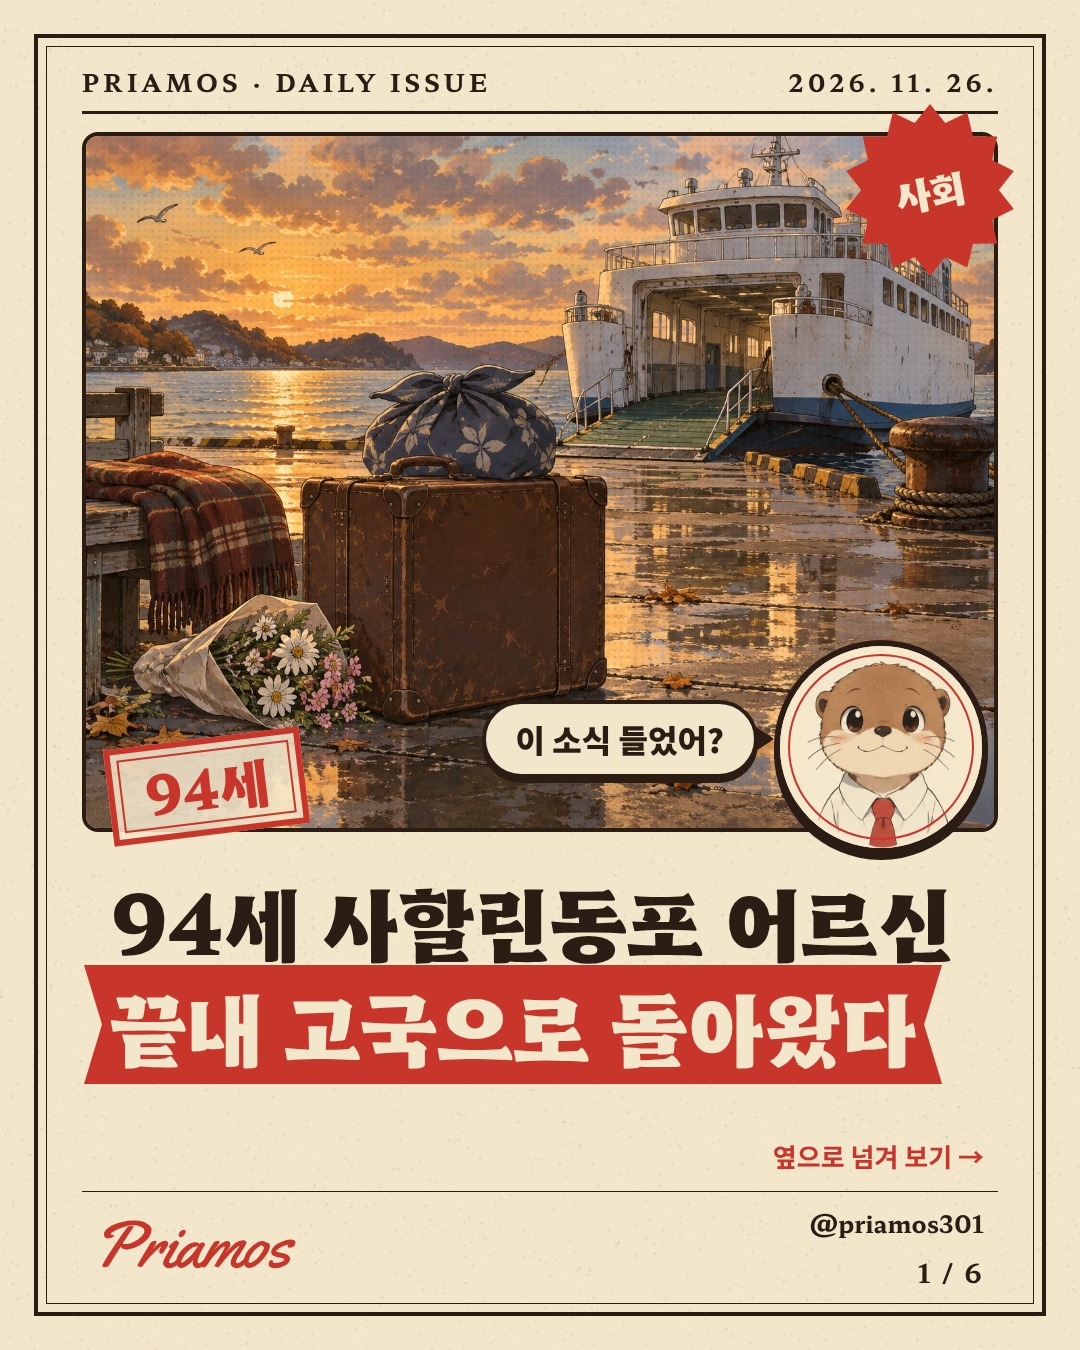 PRIAMOS · DAILY ISSUE
2026. 11. 26.
사회
이 소식 들었어?
94세
94세 사할린동포 어르신
끝내 고국으로 돌아왔다
옆으로 넘겨 보기 →
Priamos
@priamos301
1 / 6